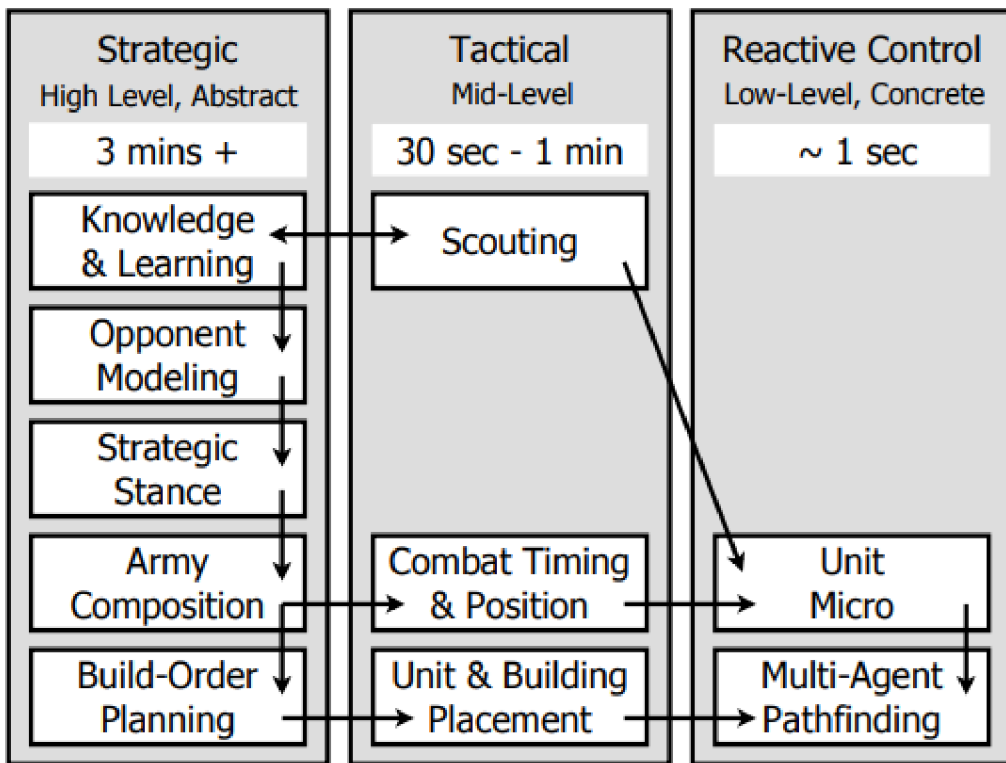 Strategic
High Level, Abstract
3 mins +
Knowledge
& Learning
Opponent
Modeling
Strategic
Stance
Army
Composition
Build-Order
Planning
Tactical
Mid-Level
30 sec - 1 min
Scouting
Combat Timing
& Position
Unit & Building
Placement
Reactive Control
Low-Level, Concrete
~ 1 sec
Unit
Micro
Multi-Agent
Pathfinding